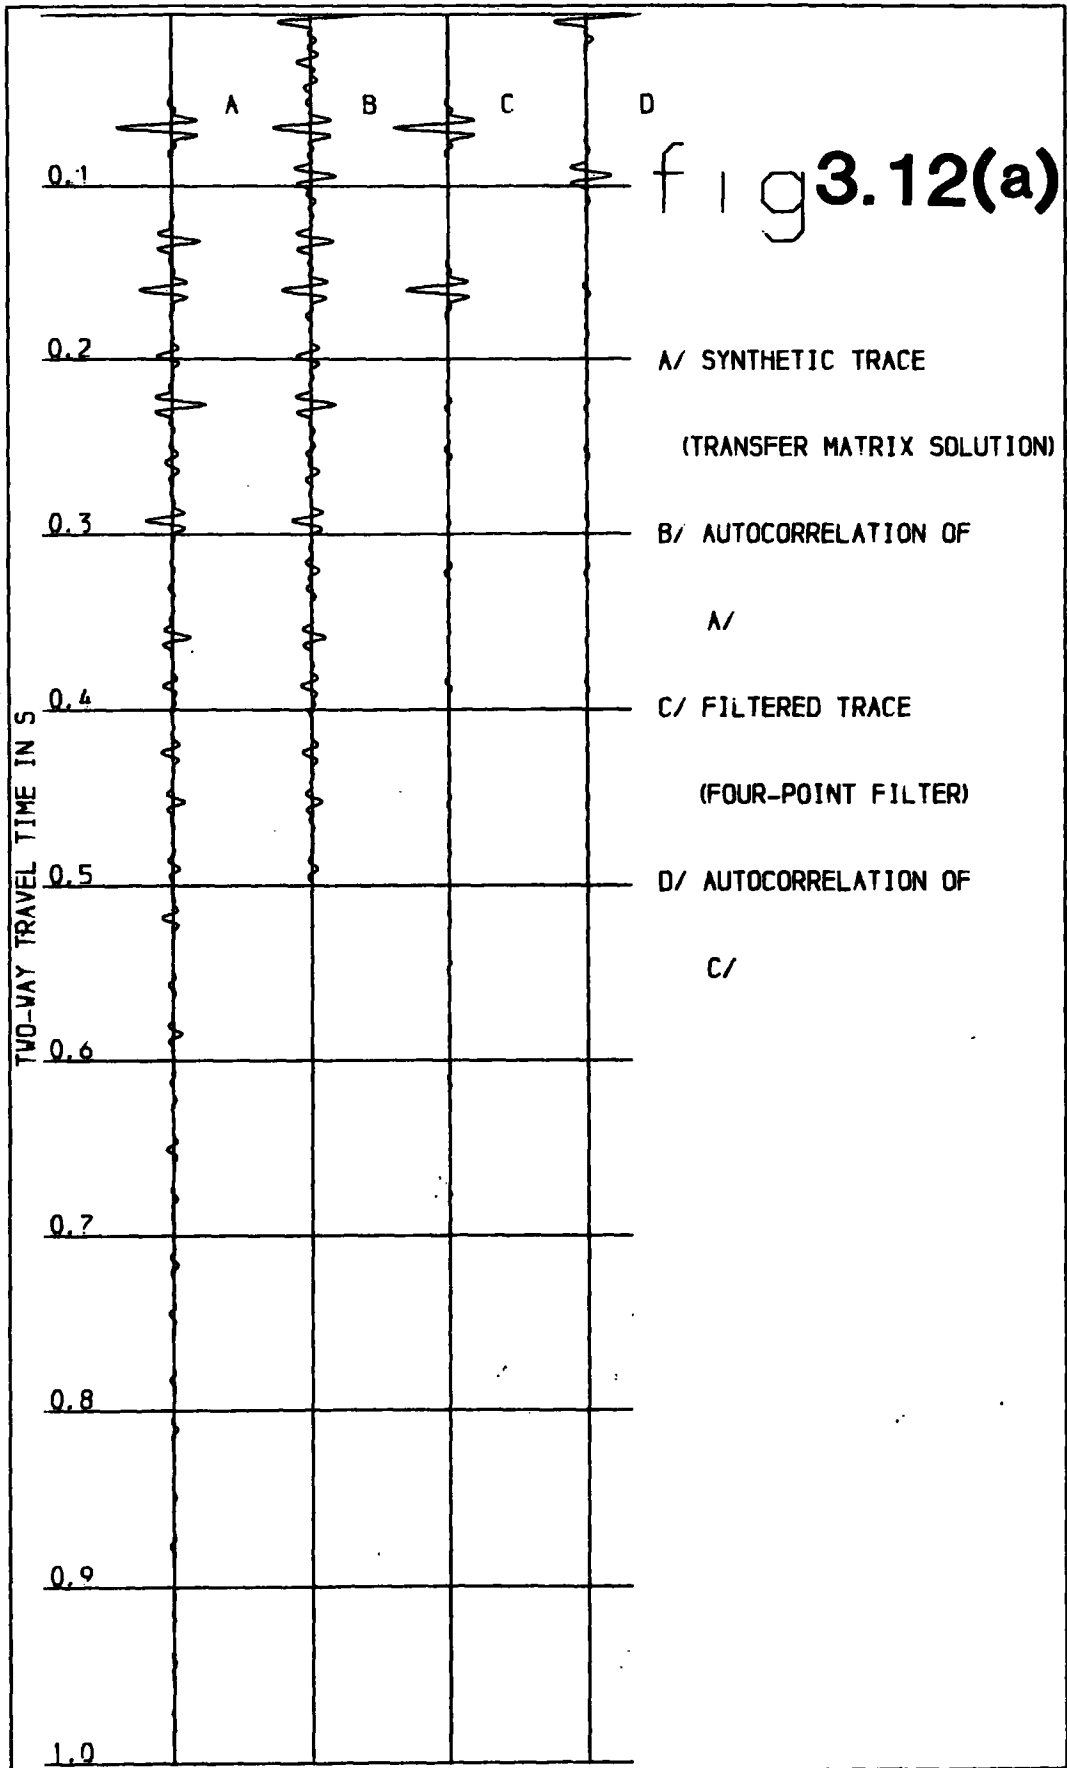 A B C D
fig 3.12(a)
0.1
0.2
0.3
0.4
0.5
0.6
0.7
0.8
0.9
1.0
TWO-WAY TRAVEL TIME IN S
A/ SYNTHETIC TRACE
(TRANSFER MATRIX SOLUTION)
B/ AUTOCORRELATION OF
A/
C/ FILTERED TRACE
(FOUR-POINT FILTER)
D/ AUTOCORRELATION OF
C/